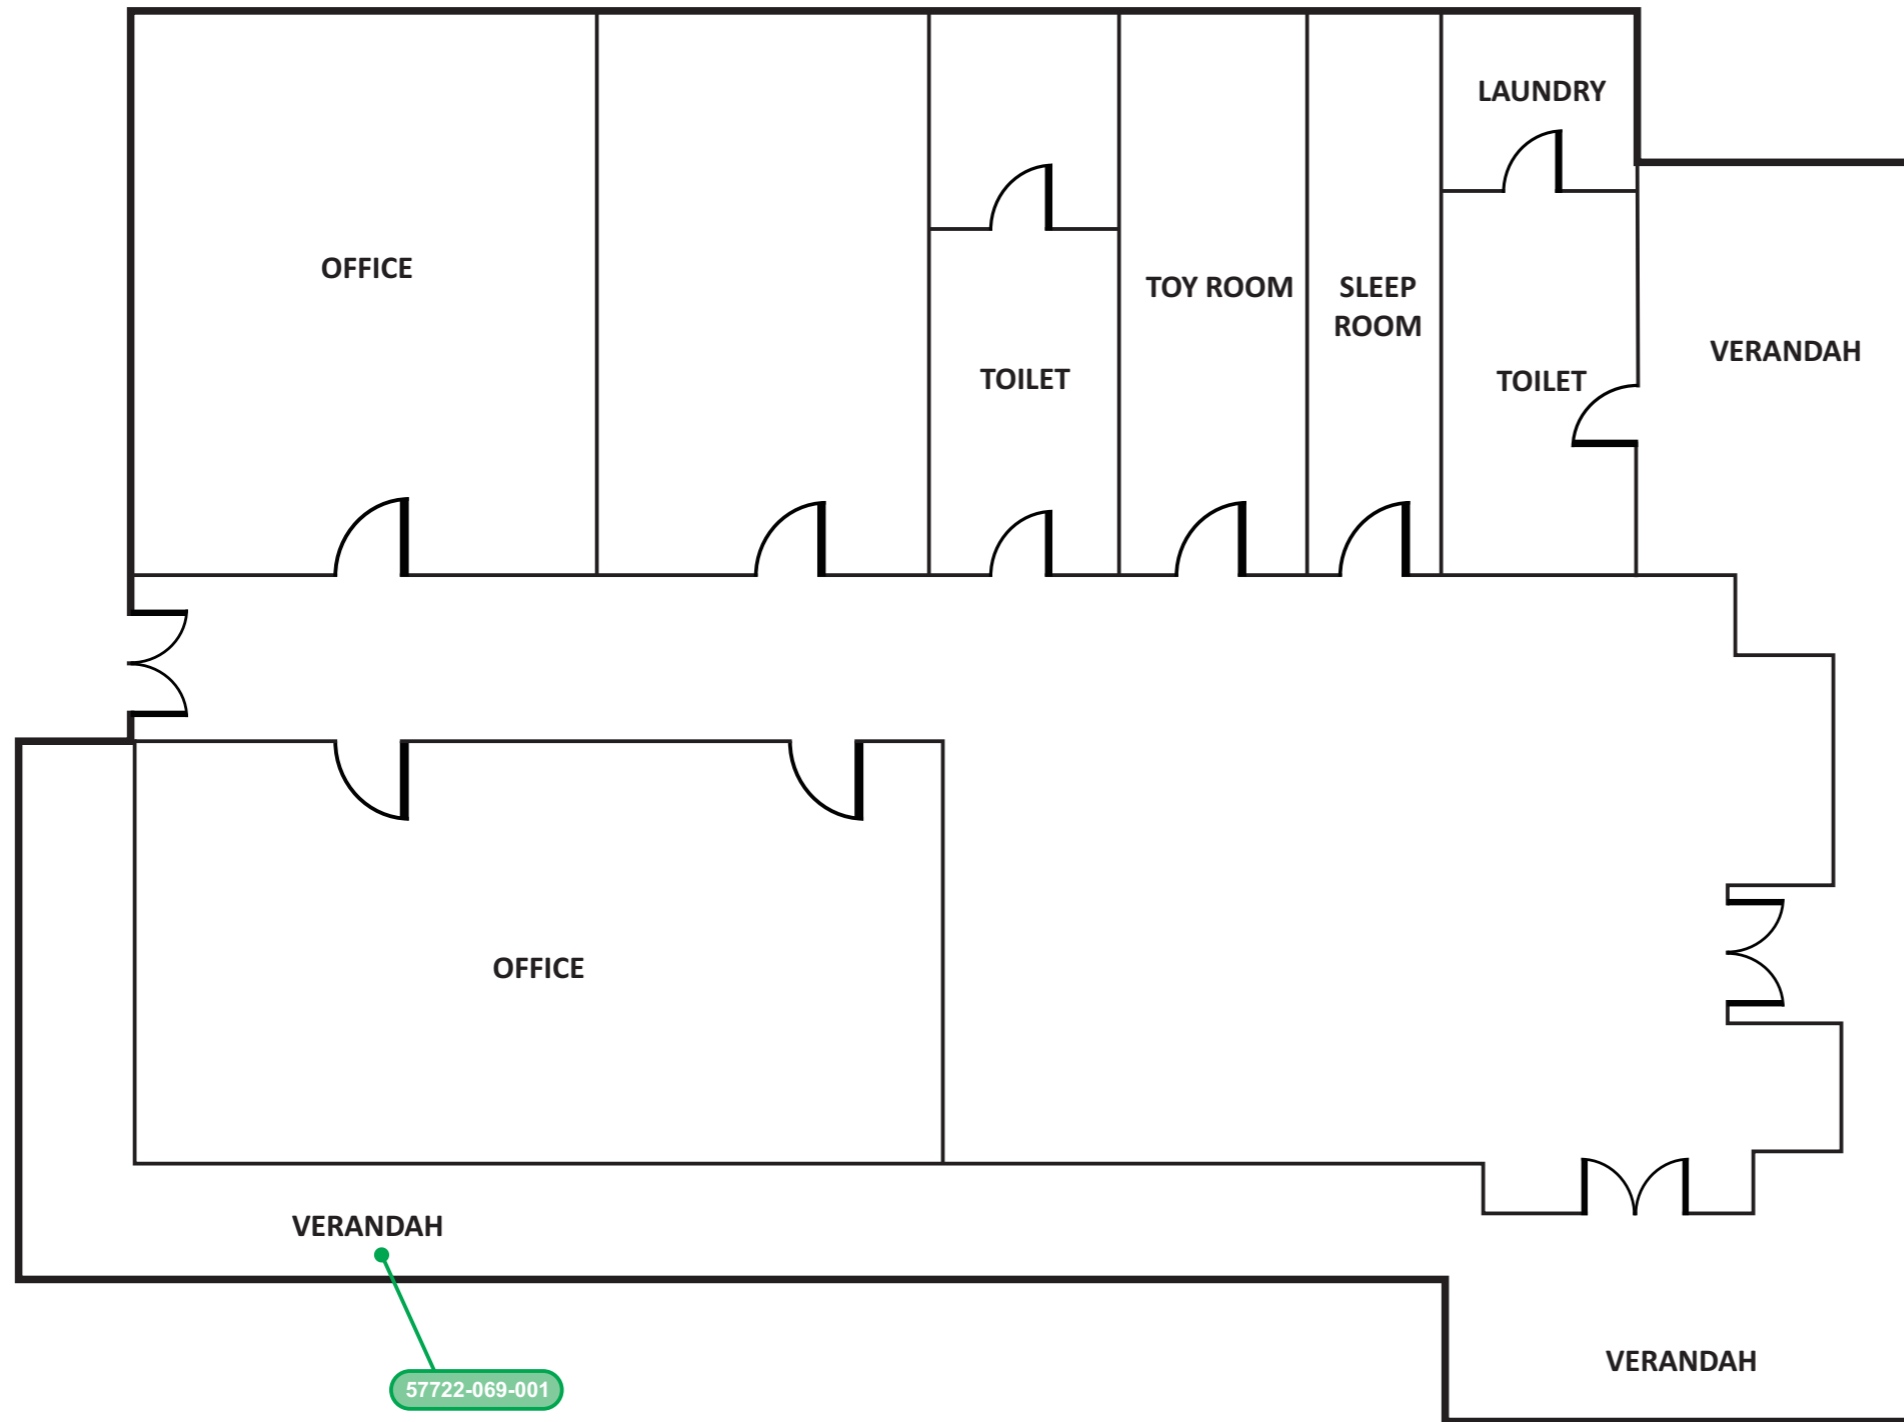 LAUNDRY
OFFICE
TOY ROOM
SLEEP
ROOM
VERANDAH
TOILET
TOILET
OFFICE
VERANDAH
VERANDAH
57722-069-001